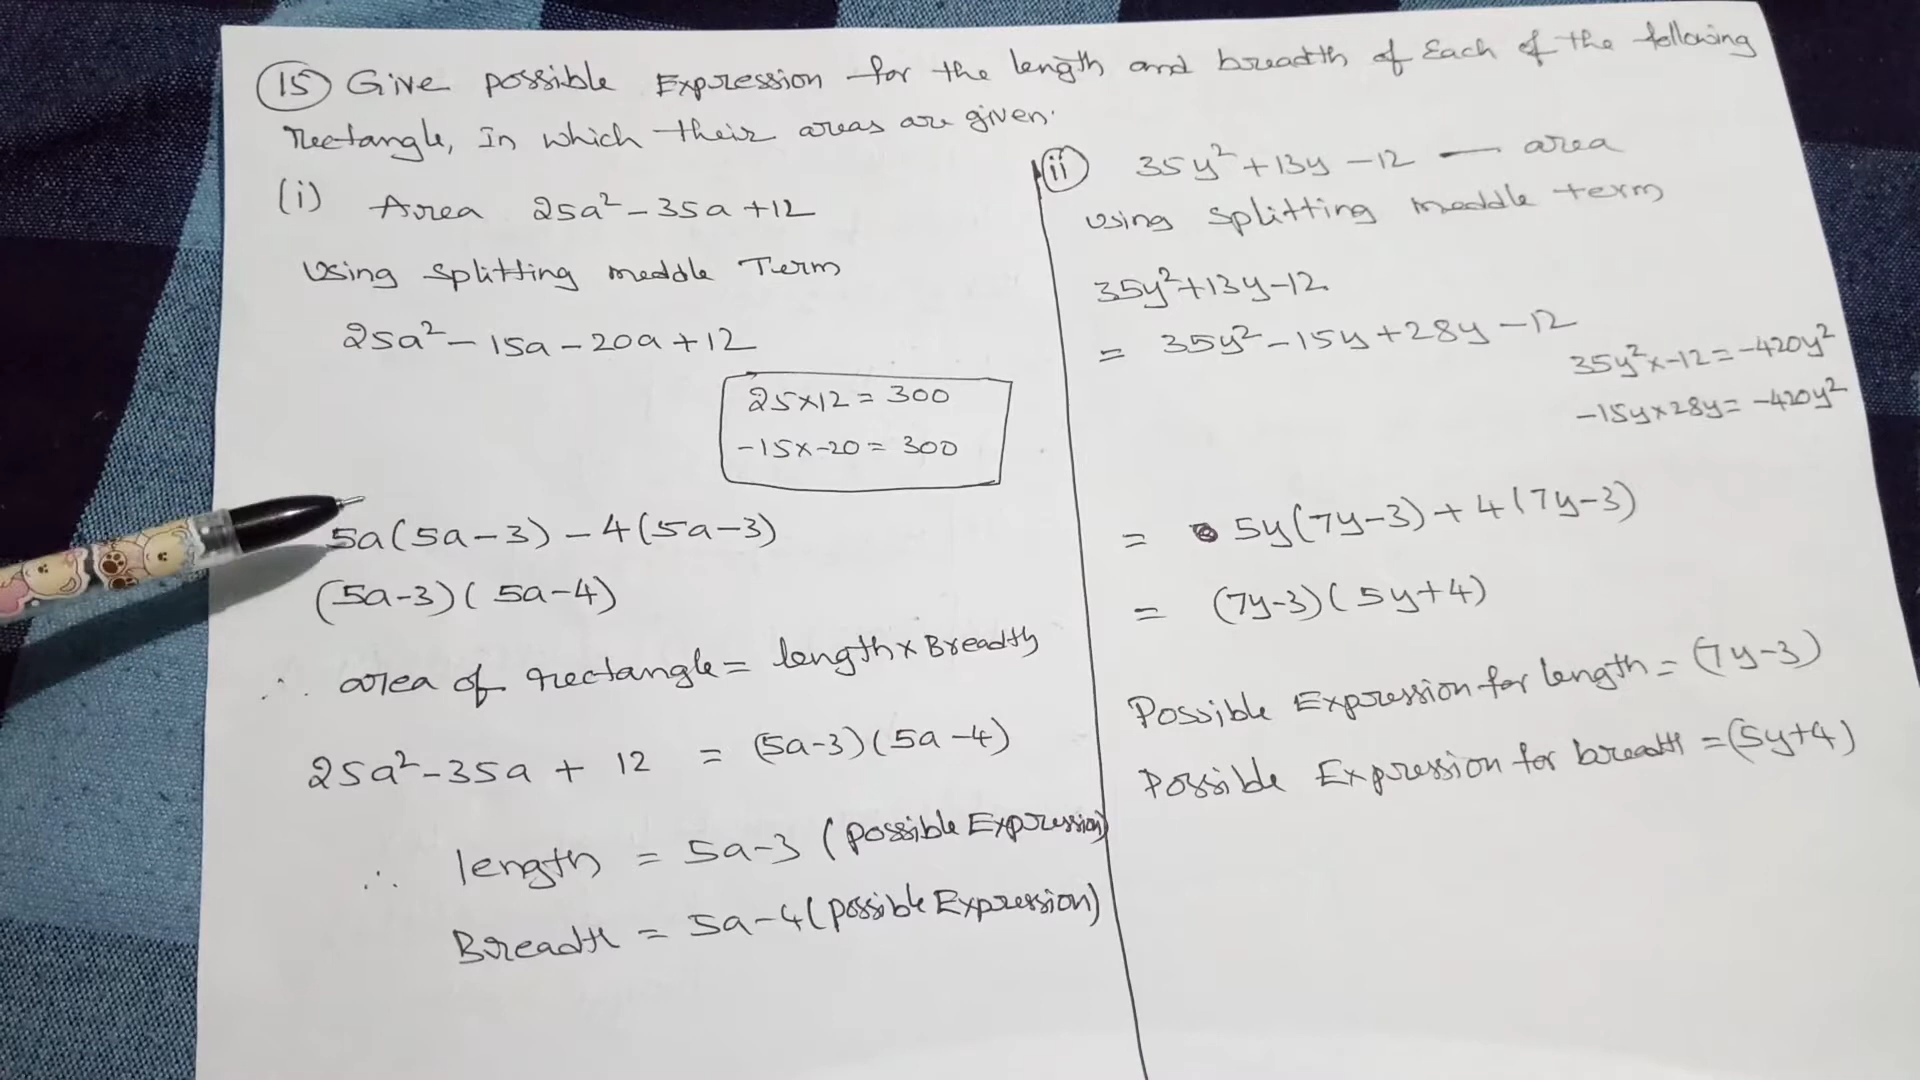 15 Give possible Expression for the length and breadth of Each of the following
rectangle, In which their areas are given.
(i) Area 25a² - 35a + 12
Using splitting meddle Term
25a² - 15a - 20a + 12
25×12 = 300
-15×-20 = 300
5a(5a-3) - 4(5a-3)
(5a-3)(5a-4)
∴ area of rectangle = length × Breadth
25a² - 35a + 12 = (5a-3)(5a-4)
∴ length = 5a-3 (possible Expression)
Breadth = 5a-4 (possible Expression)
ii 35y² + 13y - 12 — area
Using splitting meddle term
35y²+13y-12
= 35y² - 15y + 28y - 12
35y²×-12 = -420y²
-15y×28y = -420y²
= 5y(7y-3) + 4(7y-3)
= (7y-3)(5y+4)
Possible Expression for length = (7y-3)
Possible Expression for breadth = (5y+4)